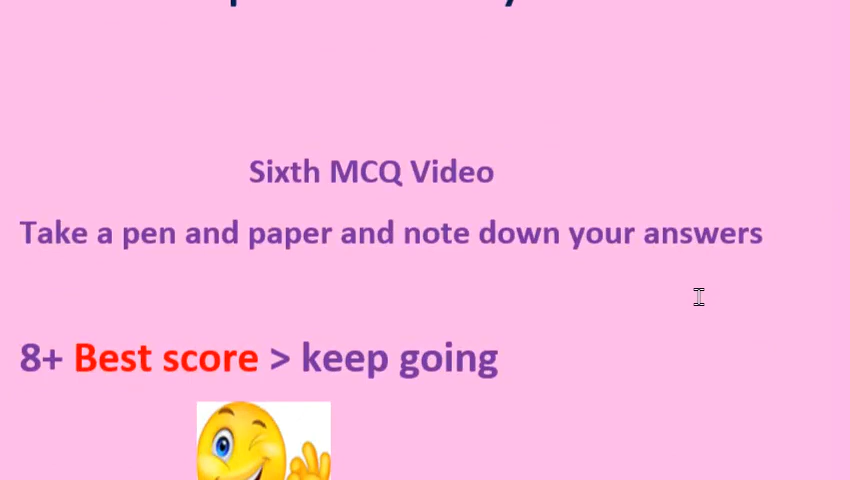 Sixth MCQ Video
Take a pen and paper and note down your answers
8+ Best score > keep going